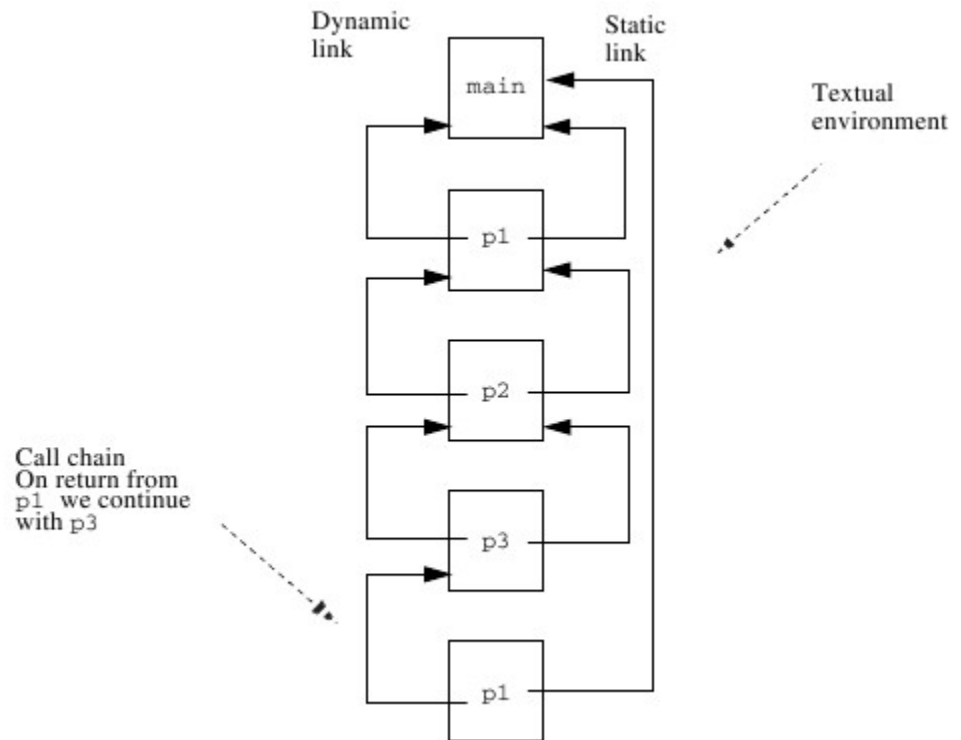 Dynamic
link
Static
link
main
Textual
environment
p1
p2
Call chain
On return from
p1 we continue
with p3
p3
p1